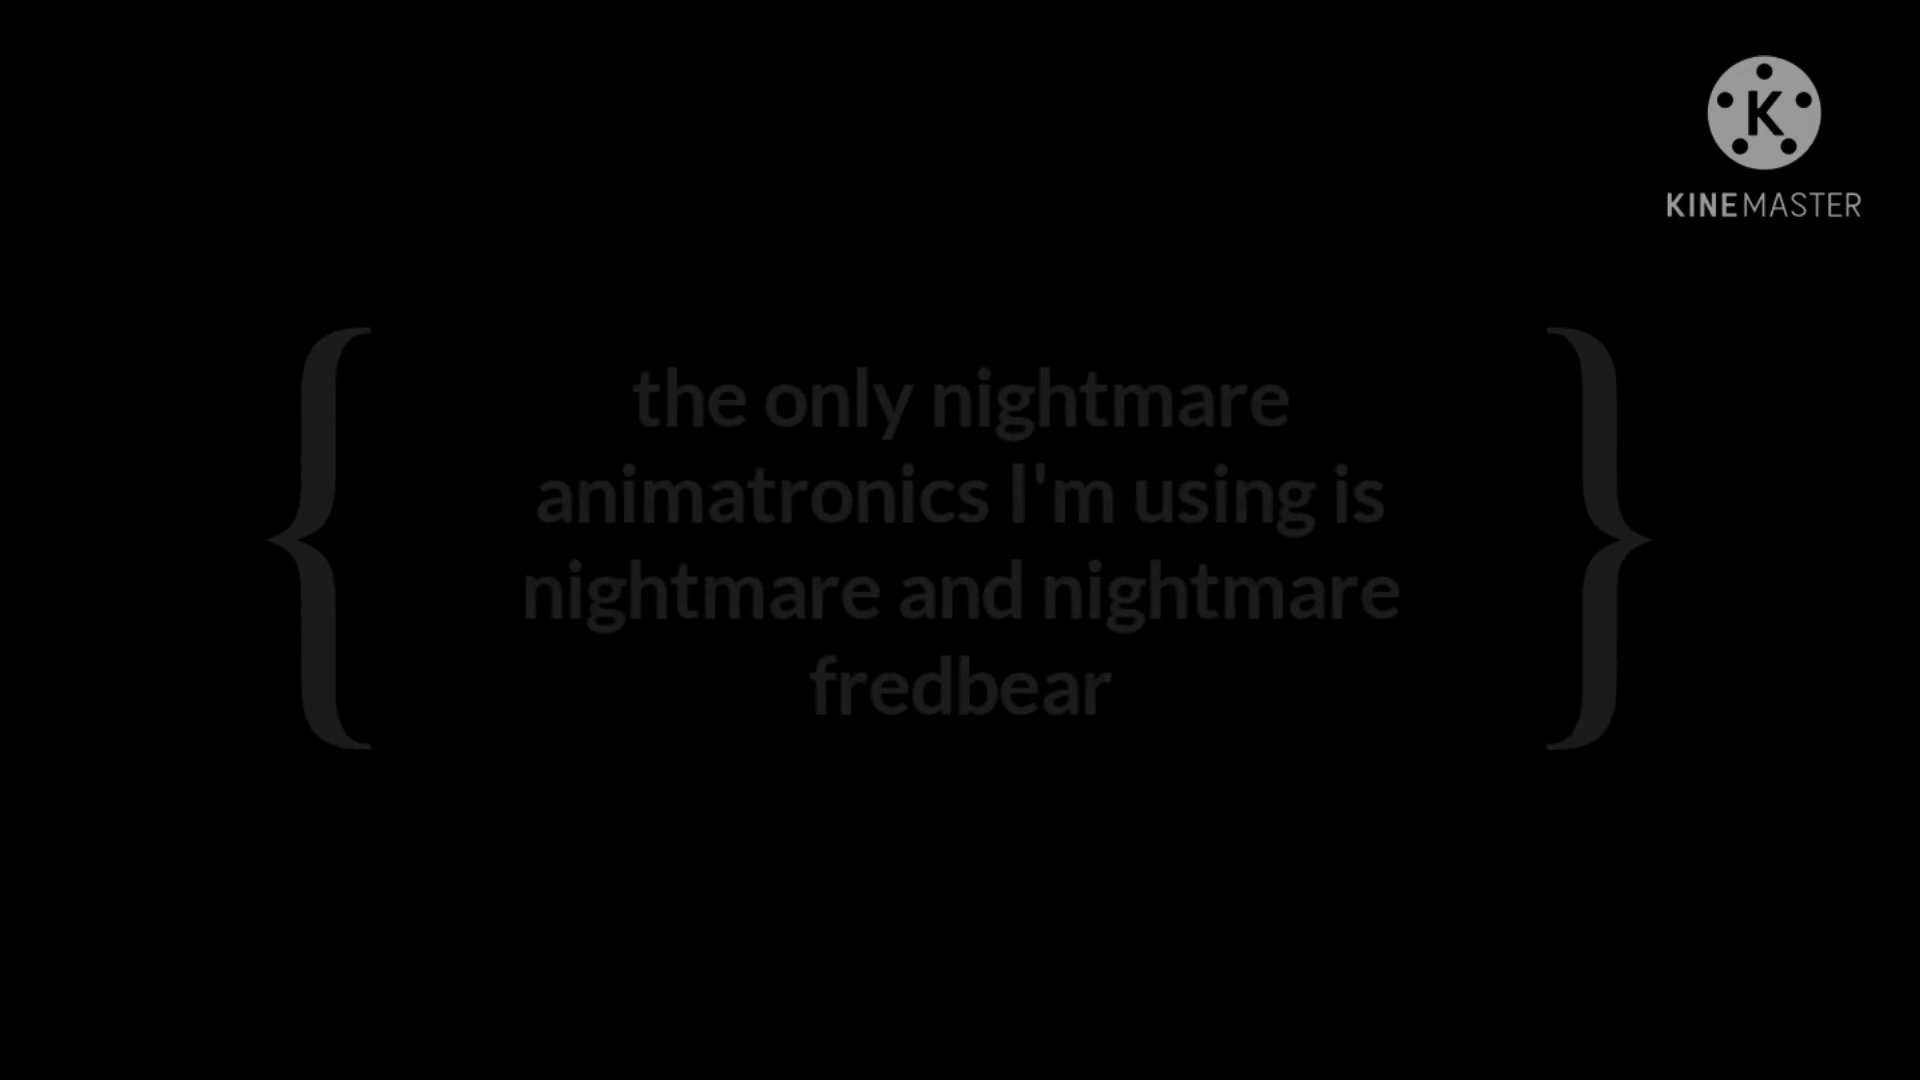 K
KINEMASTER
the only nightmare
animatronics I'm using is
nightmare and nightmare
fredbear